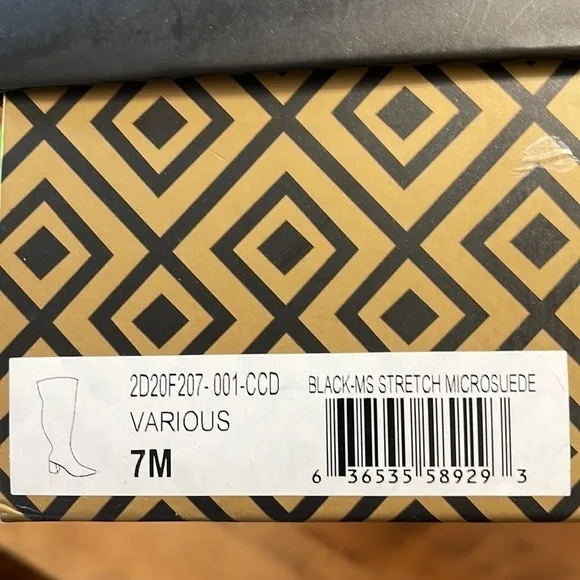 2D20F207- 001-CCD
VARIOUS
7M
BLACK-MS STRETCH MICROSUEDE
6 36535 58929 3